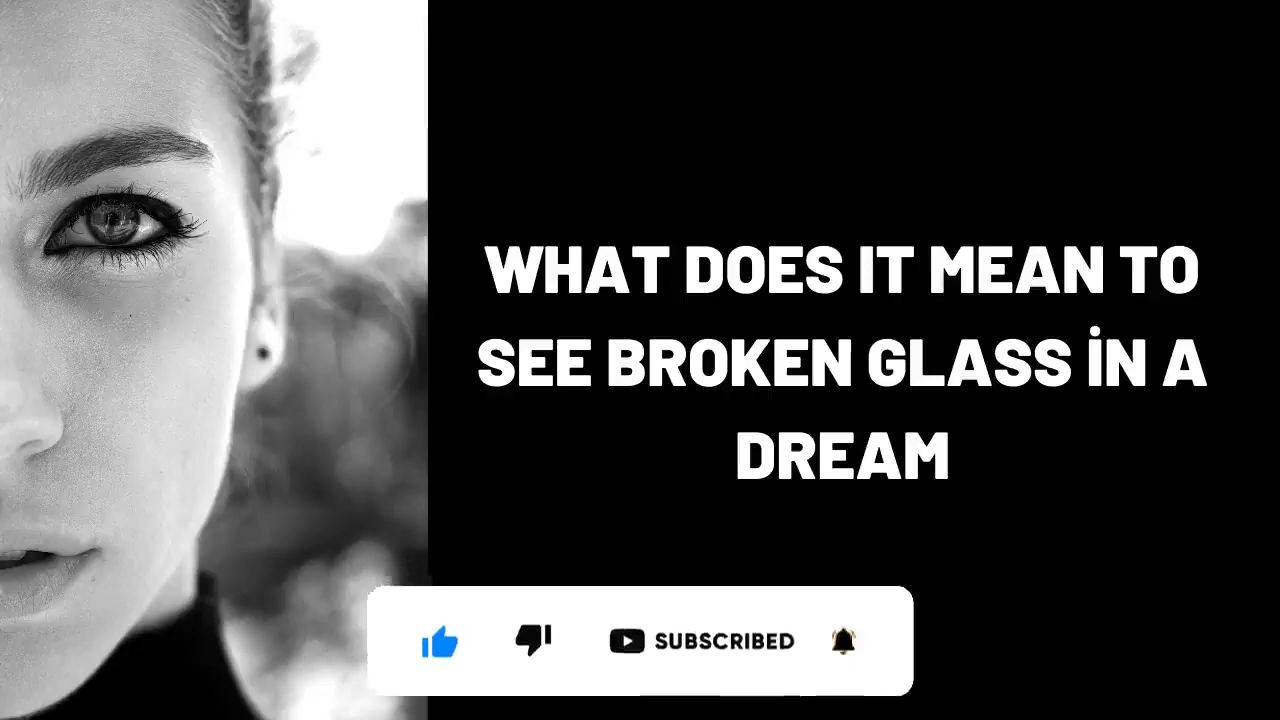 WHAT DOES IT MEAN TO
SEE BROKEN GLASS İN A
DREAM
SUBSCRIBED